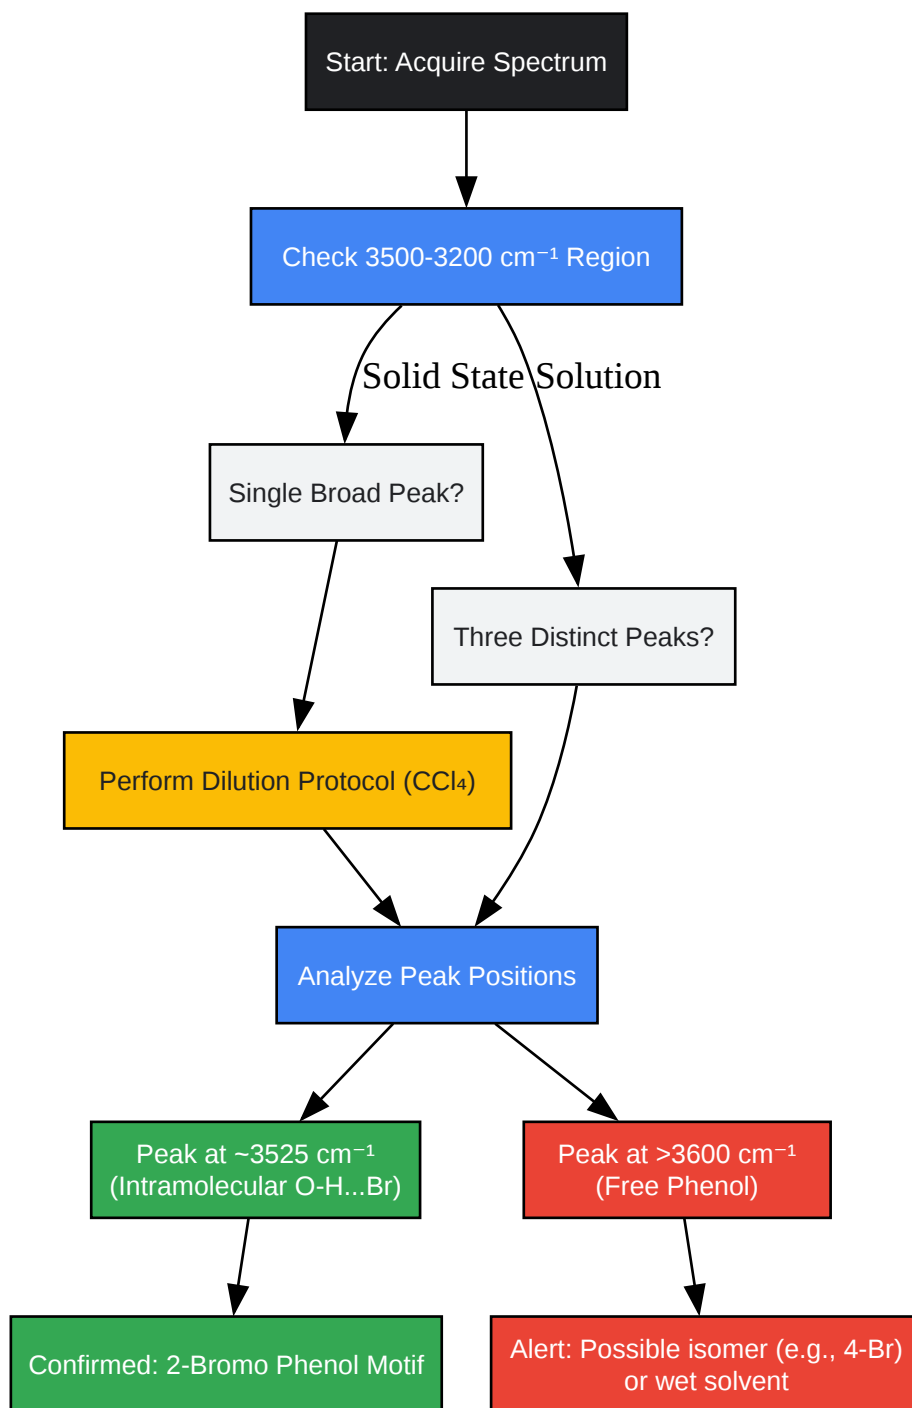 Start: Acquire Spectrum
Check 3500-3200 cm⁻¹ Region
Solid State
Solution
Single Broad Peak?
Three Distinct Peaks?
Perform Dilution Protocol (CCl₄)
Analyze Peak Positions
Peak at ~3525 cm⁻¹
(Intramolecular O-H...Br)
Peak at >3600 cm⁻¹
(Free Phenol)
Confirmed: 2-Bromo Phenol Motif
Alert: Possible isomer (e.g., 4-Br)
or wet solvent